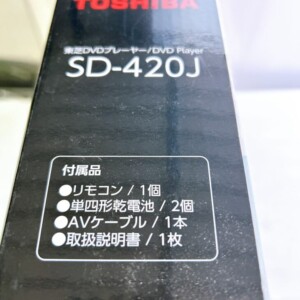 TOSHIBA
東芝DVDプレーヤー/DVD Player
SD-420J
付属品
●リモコン / 1個
●単四形乾電池 / 2個
●AVケーブル / 1本
●取扱説明書 / 1枚